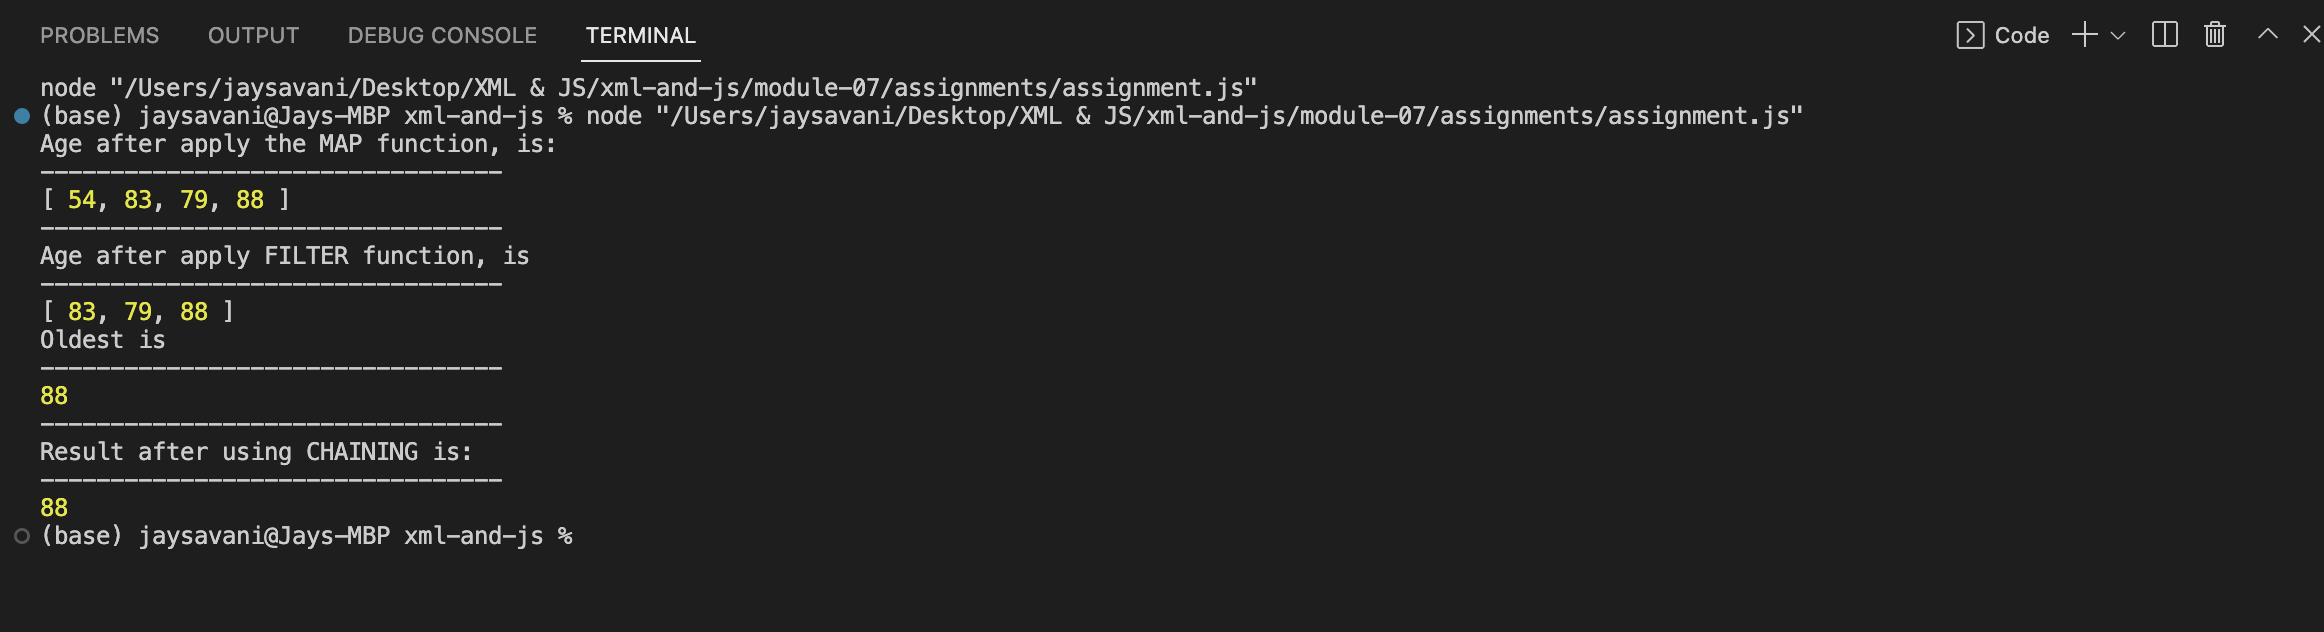 PROBLEMS OUTPUT DEBUG CONSOLE TERMINAL Code
node "/Users/jaysavani/Desktop/XML & JS/xml-and-js/module-07/assignments/assignment.js"
(base) jaysavani@Jays-MBP xml-and-js % node "/Users/jaysavani/Desktop/XML & JS/xml-and-js/module-07/assignments/assignment.js"
Age after apply the MAP function, is:
---------------------------------
[ 54, 83, 79, 88 ]
---------------------------------
Age after apply FILTER function, is
---------------------------------
[ 83, 79, 88 ]
Oldest is
---------------------------------
88
---------------------------------
Result after using CHAINING is:
---------------------------------
88
(base) jaysavani@Jays-MBP xml-and-js %